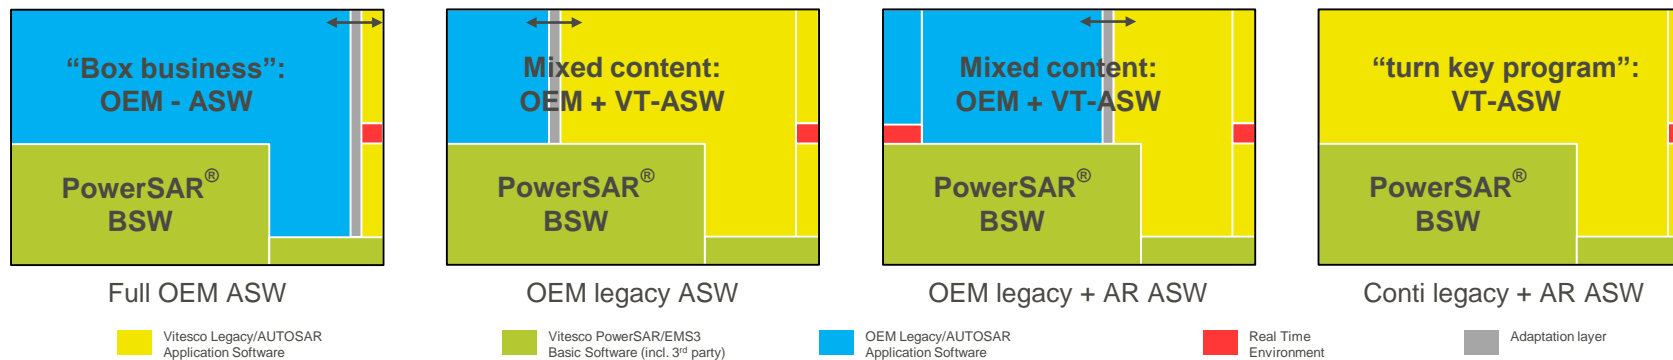 “Box business”:
OEM - ASW
PowerSAR®
BSW
Full OEM ASW
Mixed content:
OEM + VT-ASW
PowerSAR®
BSW
OEM legacy ASW
Mixed content:
OEM + VT-ASW
PowerSAR®
BSW
OEM legacy + AR ASW
“turn key program”:
VT-ASW
PowerSAR®
BSW
Conti legacy + AR ASW
Vitesco Legacy/AUTOSAR
Application Software
Vitesco PowerSAR/EMS3
Basic Software (incl. 3rd party)
OEM Legacy/AUTOSAR
Application Software
Real Time
Environment
Adaptation layer